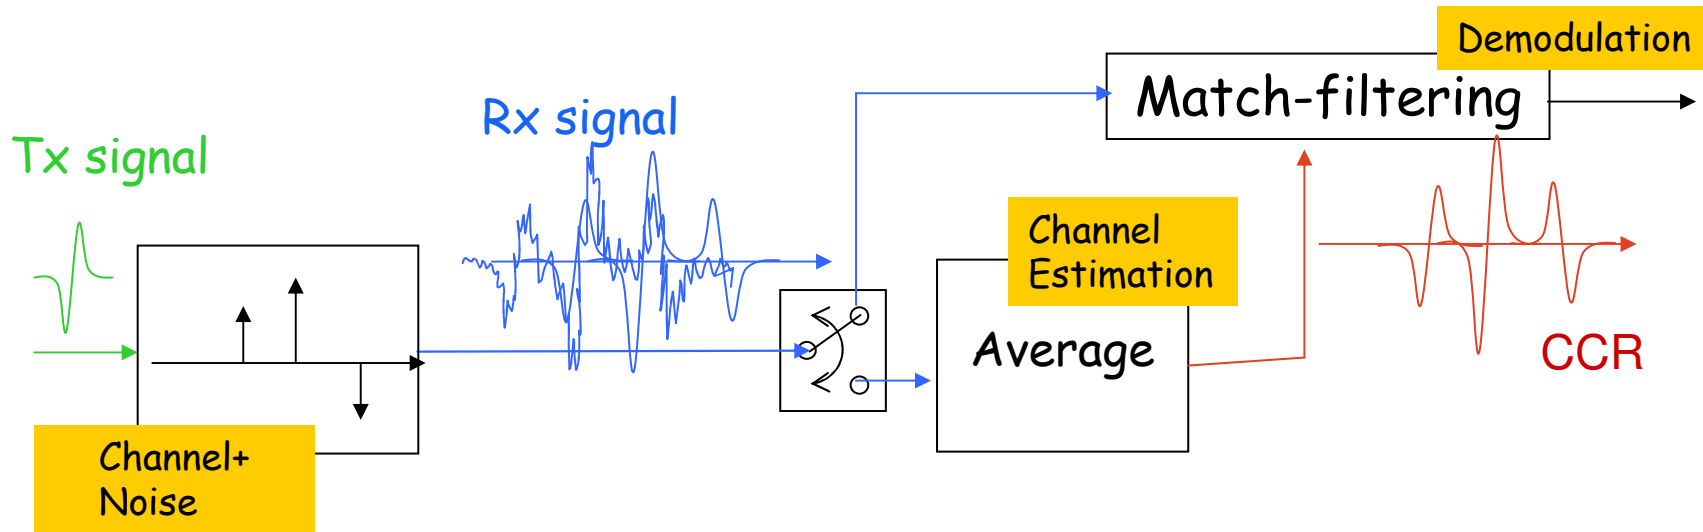 Tx signal
Channel+
Noise
Rx signal
Channel
Estimation
Average
Demodulation
Match-filtering
CCR